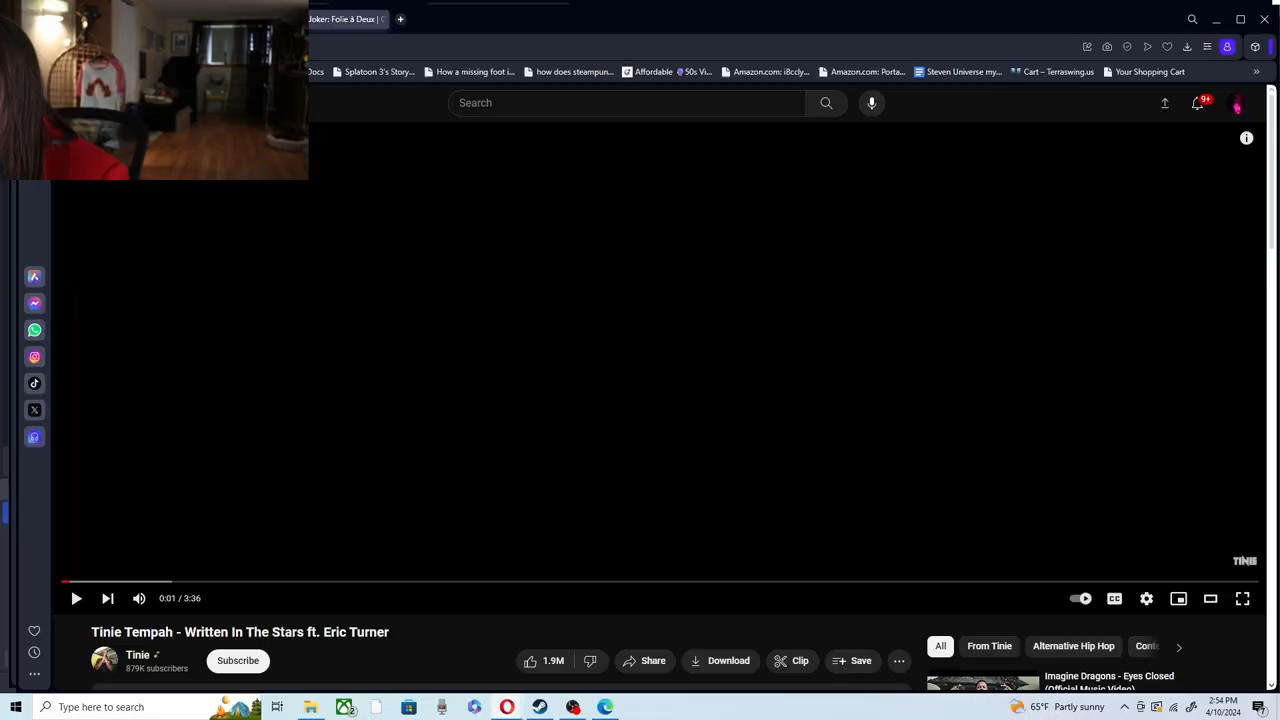 Joker: Folie à Deux | 
Docs
Splatoon 3's Story...
How a missing foot i...
how does steampun...
Affordable 🔮50s Vi...
Amazon.com: i8ccly...
Amazon.com: Porta...
Steven Universe my...
Cart – Terraswing.us
Your Shopping Cart
»
Search
9+
TINIE
0:01 / 3:36
CC
Tinie Tempah - Written In The Stars ft. Eric Turner
Tinie
879K subscribers
Subscribe
1.9M
Share
Download
Clip
Save
All
From Tinie
Alternative Hip Hop
Conte
Imagine Dragons - Eyes Closed
(Official Music Video)
Type here to search
2
65°F Partly sunny
2:54 PM
4/10/2024
7